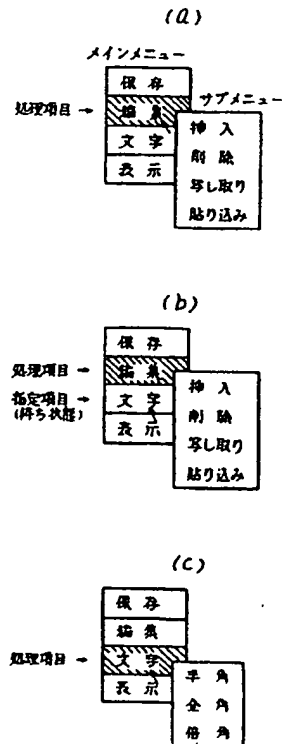 (a)
メインメニュー
保存
処理項目→
編集
サブメニュー
文字
表示
挿入
削除
写し取り
貼り込み
(b)
保存
処理項目→
編集
指定項目→
(待ち状態)
文字
表示
挿入
削除
写し取り
貼り込み
(c)
保存
編集
処理項目→
文字
表示
半角
全角
倍角